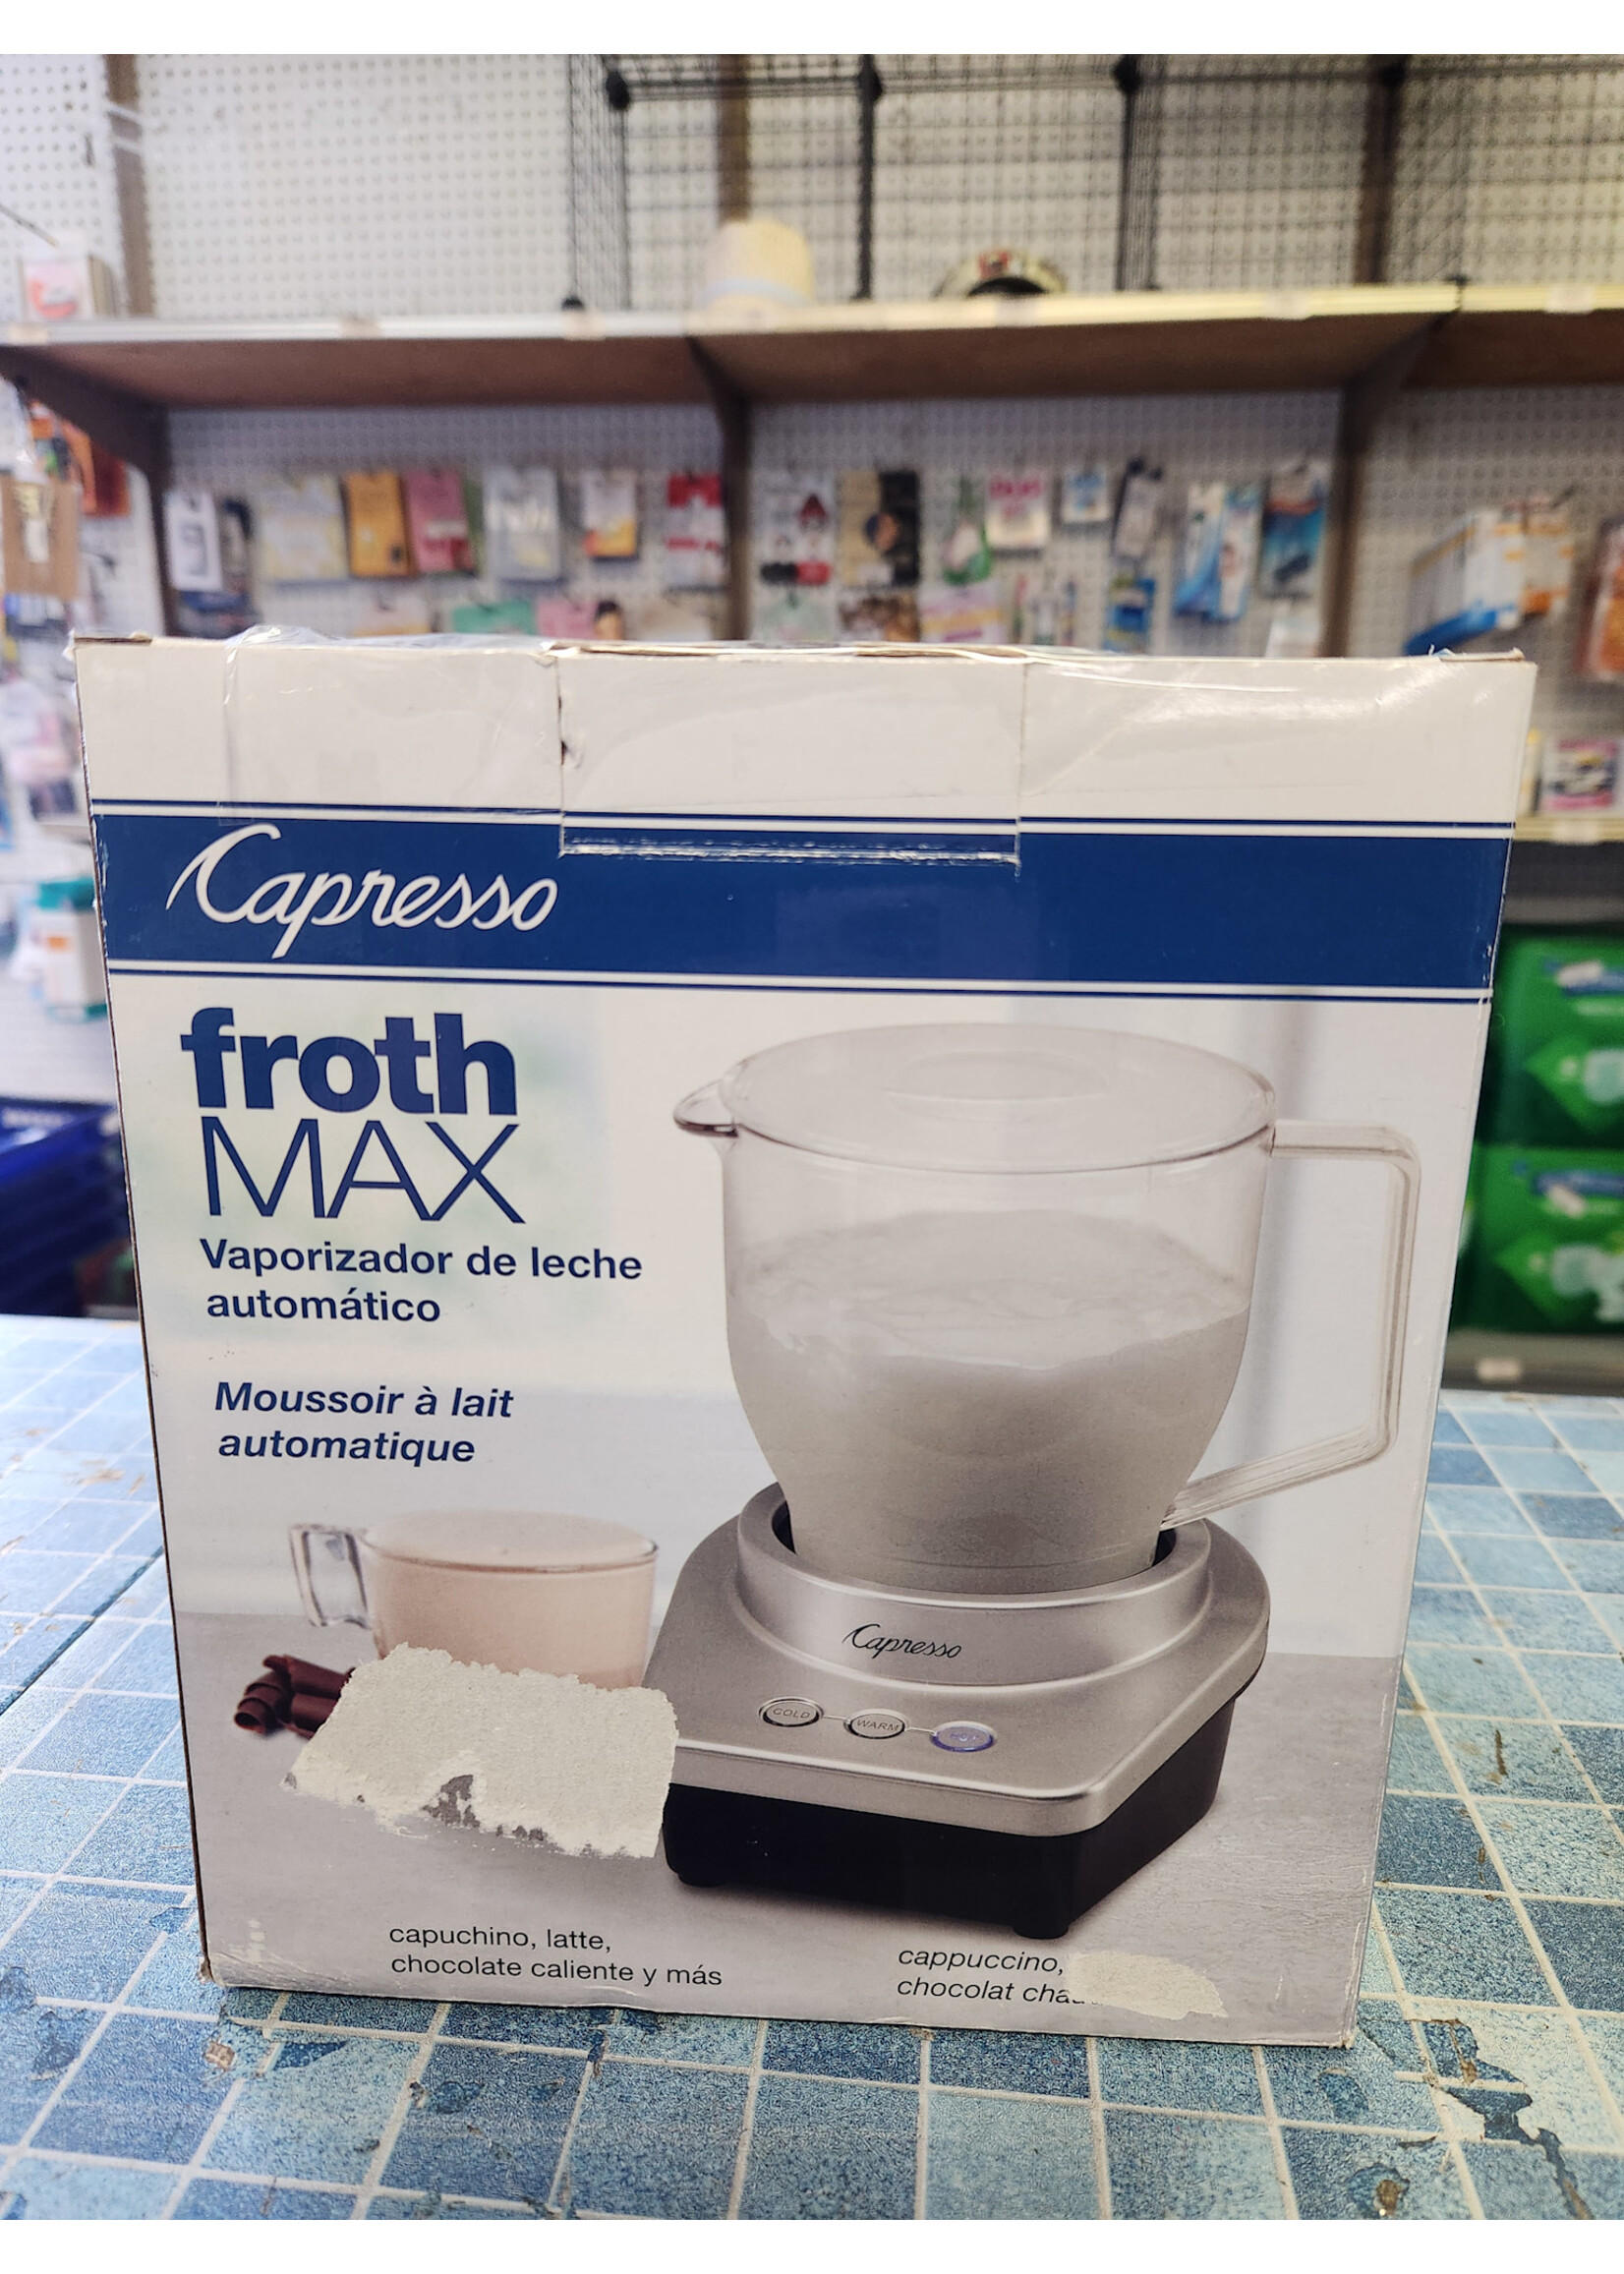 Capresso
froth
MAX
Vaporizador de leche
automático
Moussoir à lait
automatique
Capresso
COLD WARM HOT
capuchino, latte,
chocolate caliente y más
cappuccino,
chocolat